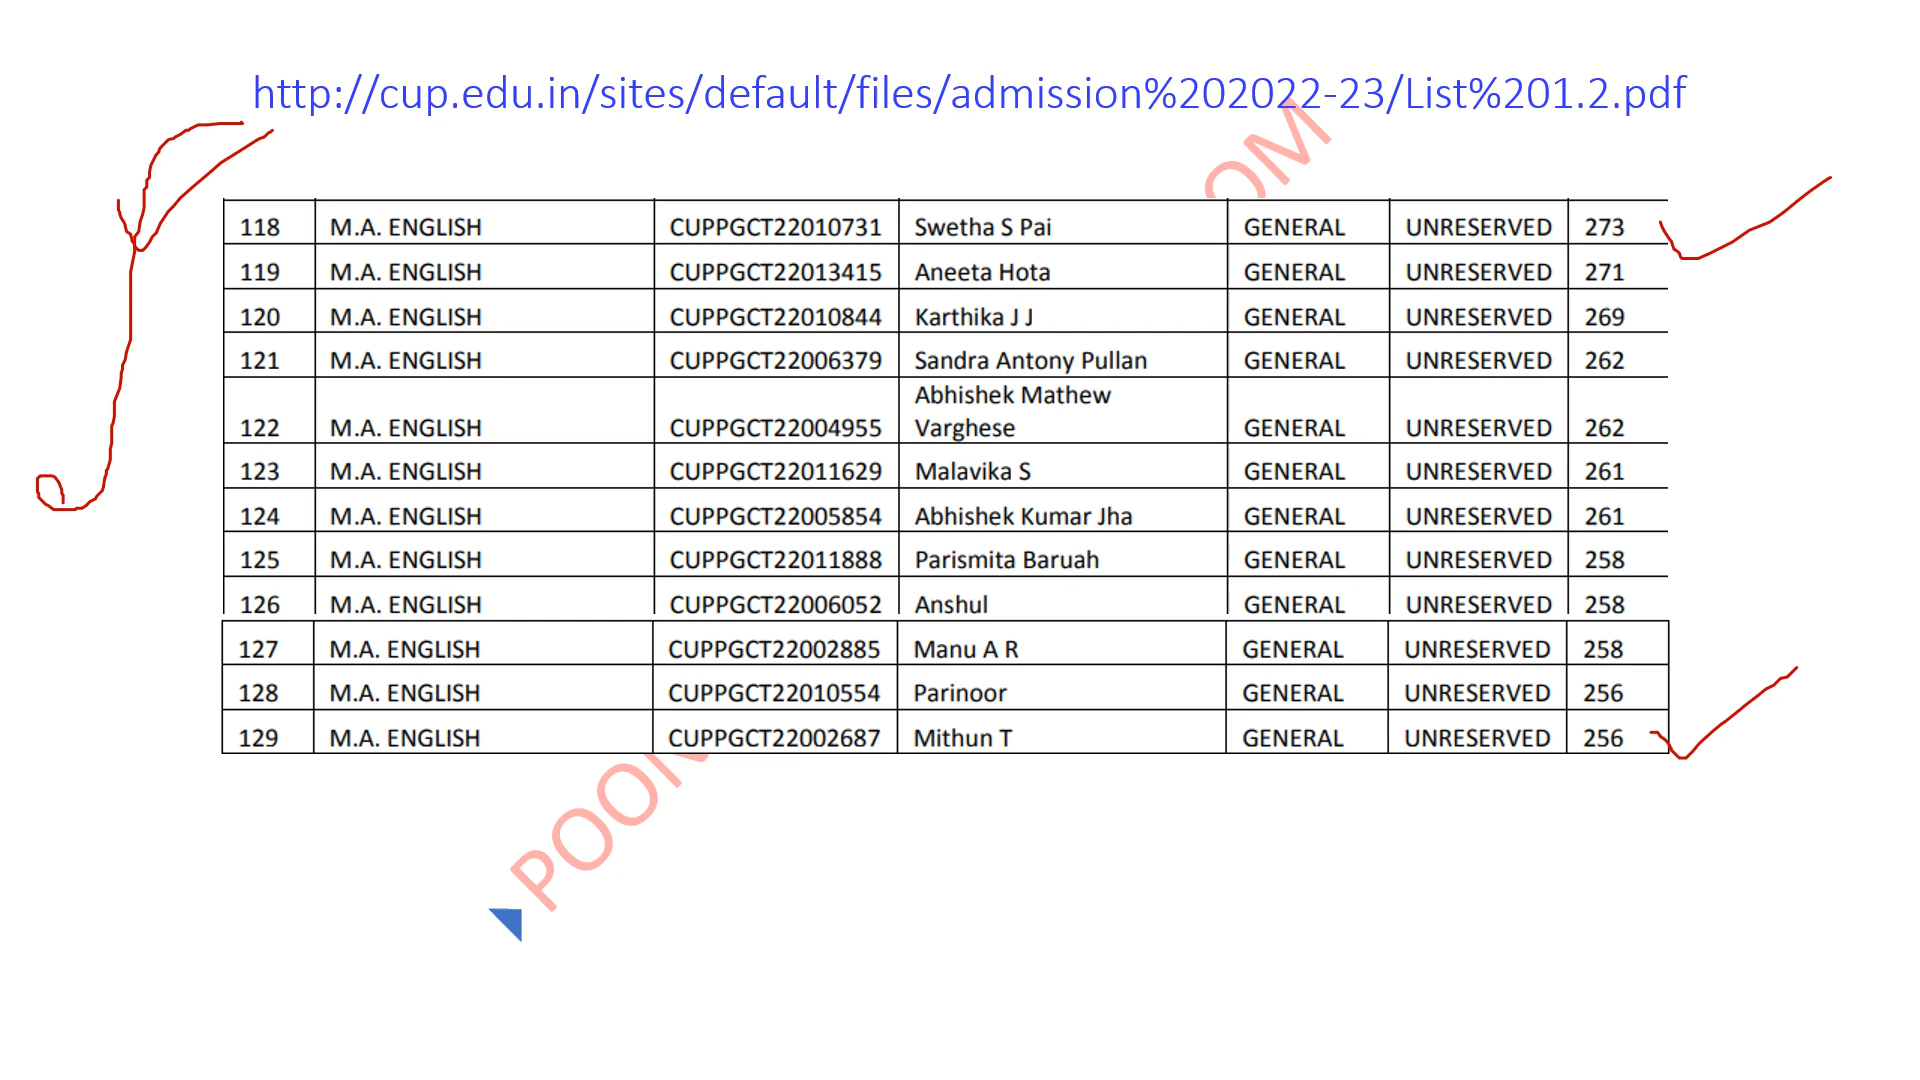 http://cup.edu.in/sites/default/files/admission%202022-23/List%201.2.pdf
118 M.A. ENGLISH CUPPGCT22010731 Swetha S Pai GENERAL UNRESERVED 273
119 M.A. ENGLISH CUPPGCT22013415 Aneeta Hota GENERAL UNRESERVED 271
120 M.A. ENGLISH CUPPGCT22010844 Karthika J J GENERAL UNRESERVED 269
121 M.A. ENGLISH CUPPGCT22006379 Sandra Antony Pullan GENERAL UNRESERVED 262
Abhishek Mathew
122 M.A. ENGLISH CUPPGCT22004955 Varghese GENERAL UNRESERVED 262
123 M.A. ENGLISH CUPPGCT22011629 Malavika S GENERAL UNRESERVED 261
124 M.A. ENGLISH CUPPGCT22005854 Abhishek Kumar Jha GENERAL UNRESERVED 261
125 M.A. ENGLISH CUPPGCT22011888 Parismita Baruah GENERAL UNRESERVED 258
126 M.A. ENGLISH CUPPGCT22006052 Anshul GENERAL UNRESERVED 258
127 M.A. ENGLISH CUPPGCT22002885 Manu A R GENERAL UNRESERVED 258
128 M.A. ENGLISH CUPPGCT22010554 Parinoor GENERAL UNRESERVED 256
129 M.A. ENGLISH CUPPGCT22002687 Mithun T GENERAL UNRESERVED 256